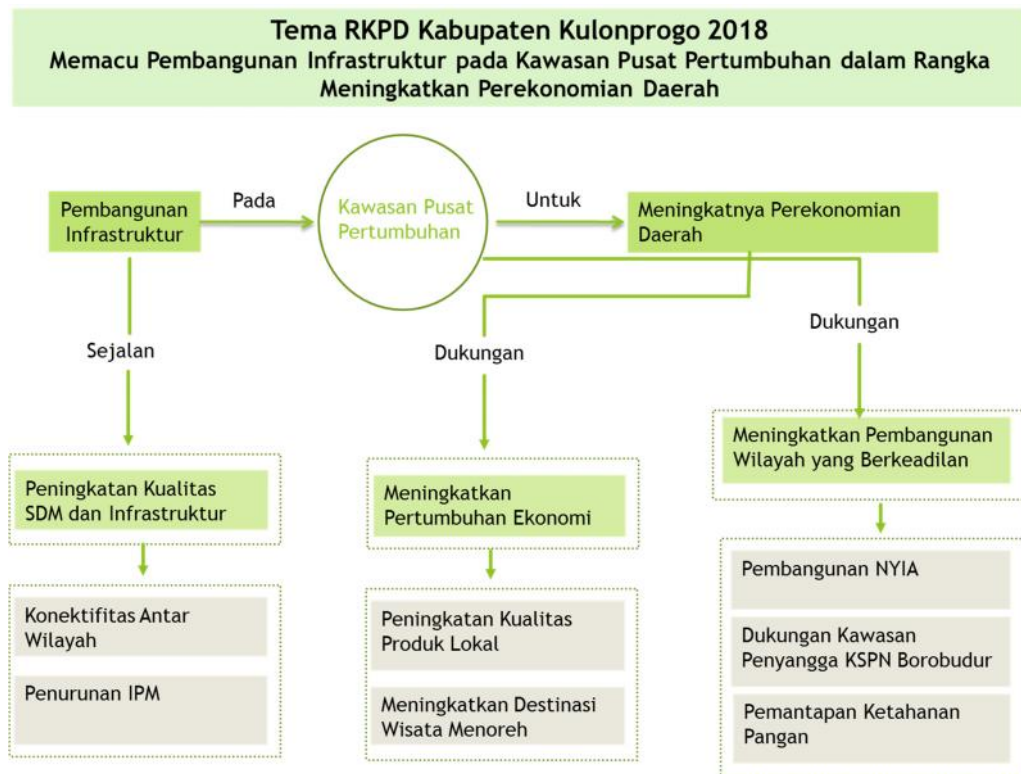 Tema RKPD Kabupaten Kulonprogo 2018
Memacu Pembangunan Infrastruktur pada Kawasan Pusat Pertumbuhan dalam Rangka
Meningkatkan Perekonomian Daerah
Pembangunan
Infrastruktur
Pada
Kawasan Pusat
Pertumbuhan
Untuk
Meningkatnya Perekonomian
Daerah
Sejalan
Dukungan
Dukungan
Peningkatan Kualitas
SDM dan Infrastruktur
Konektifitas Antar
Wilayah
Penurunan IPM
Meningkatkan
Pertumbuhan Ekonomi
Peningkatan Kualitas
Produk Lokal
Meningkatkan Destinasi
Wisata Menoreh
Meningkatkan Pembangunan
Wilayah yang Berkeadilan
Pembangunan NYIA
Dukungan Kawasan
Penyangga KSPN Borobudur
Pemantapan Ketahanan
Pangan